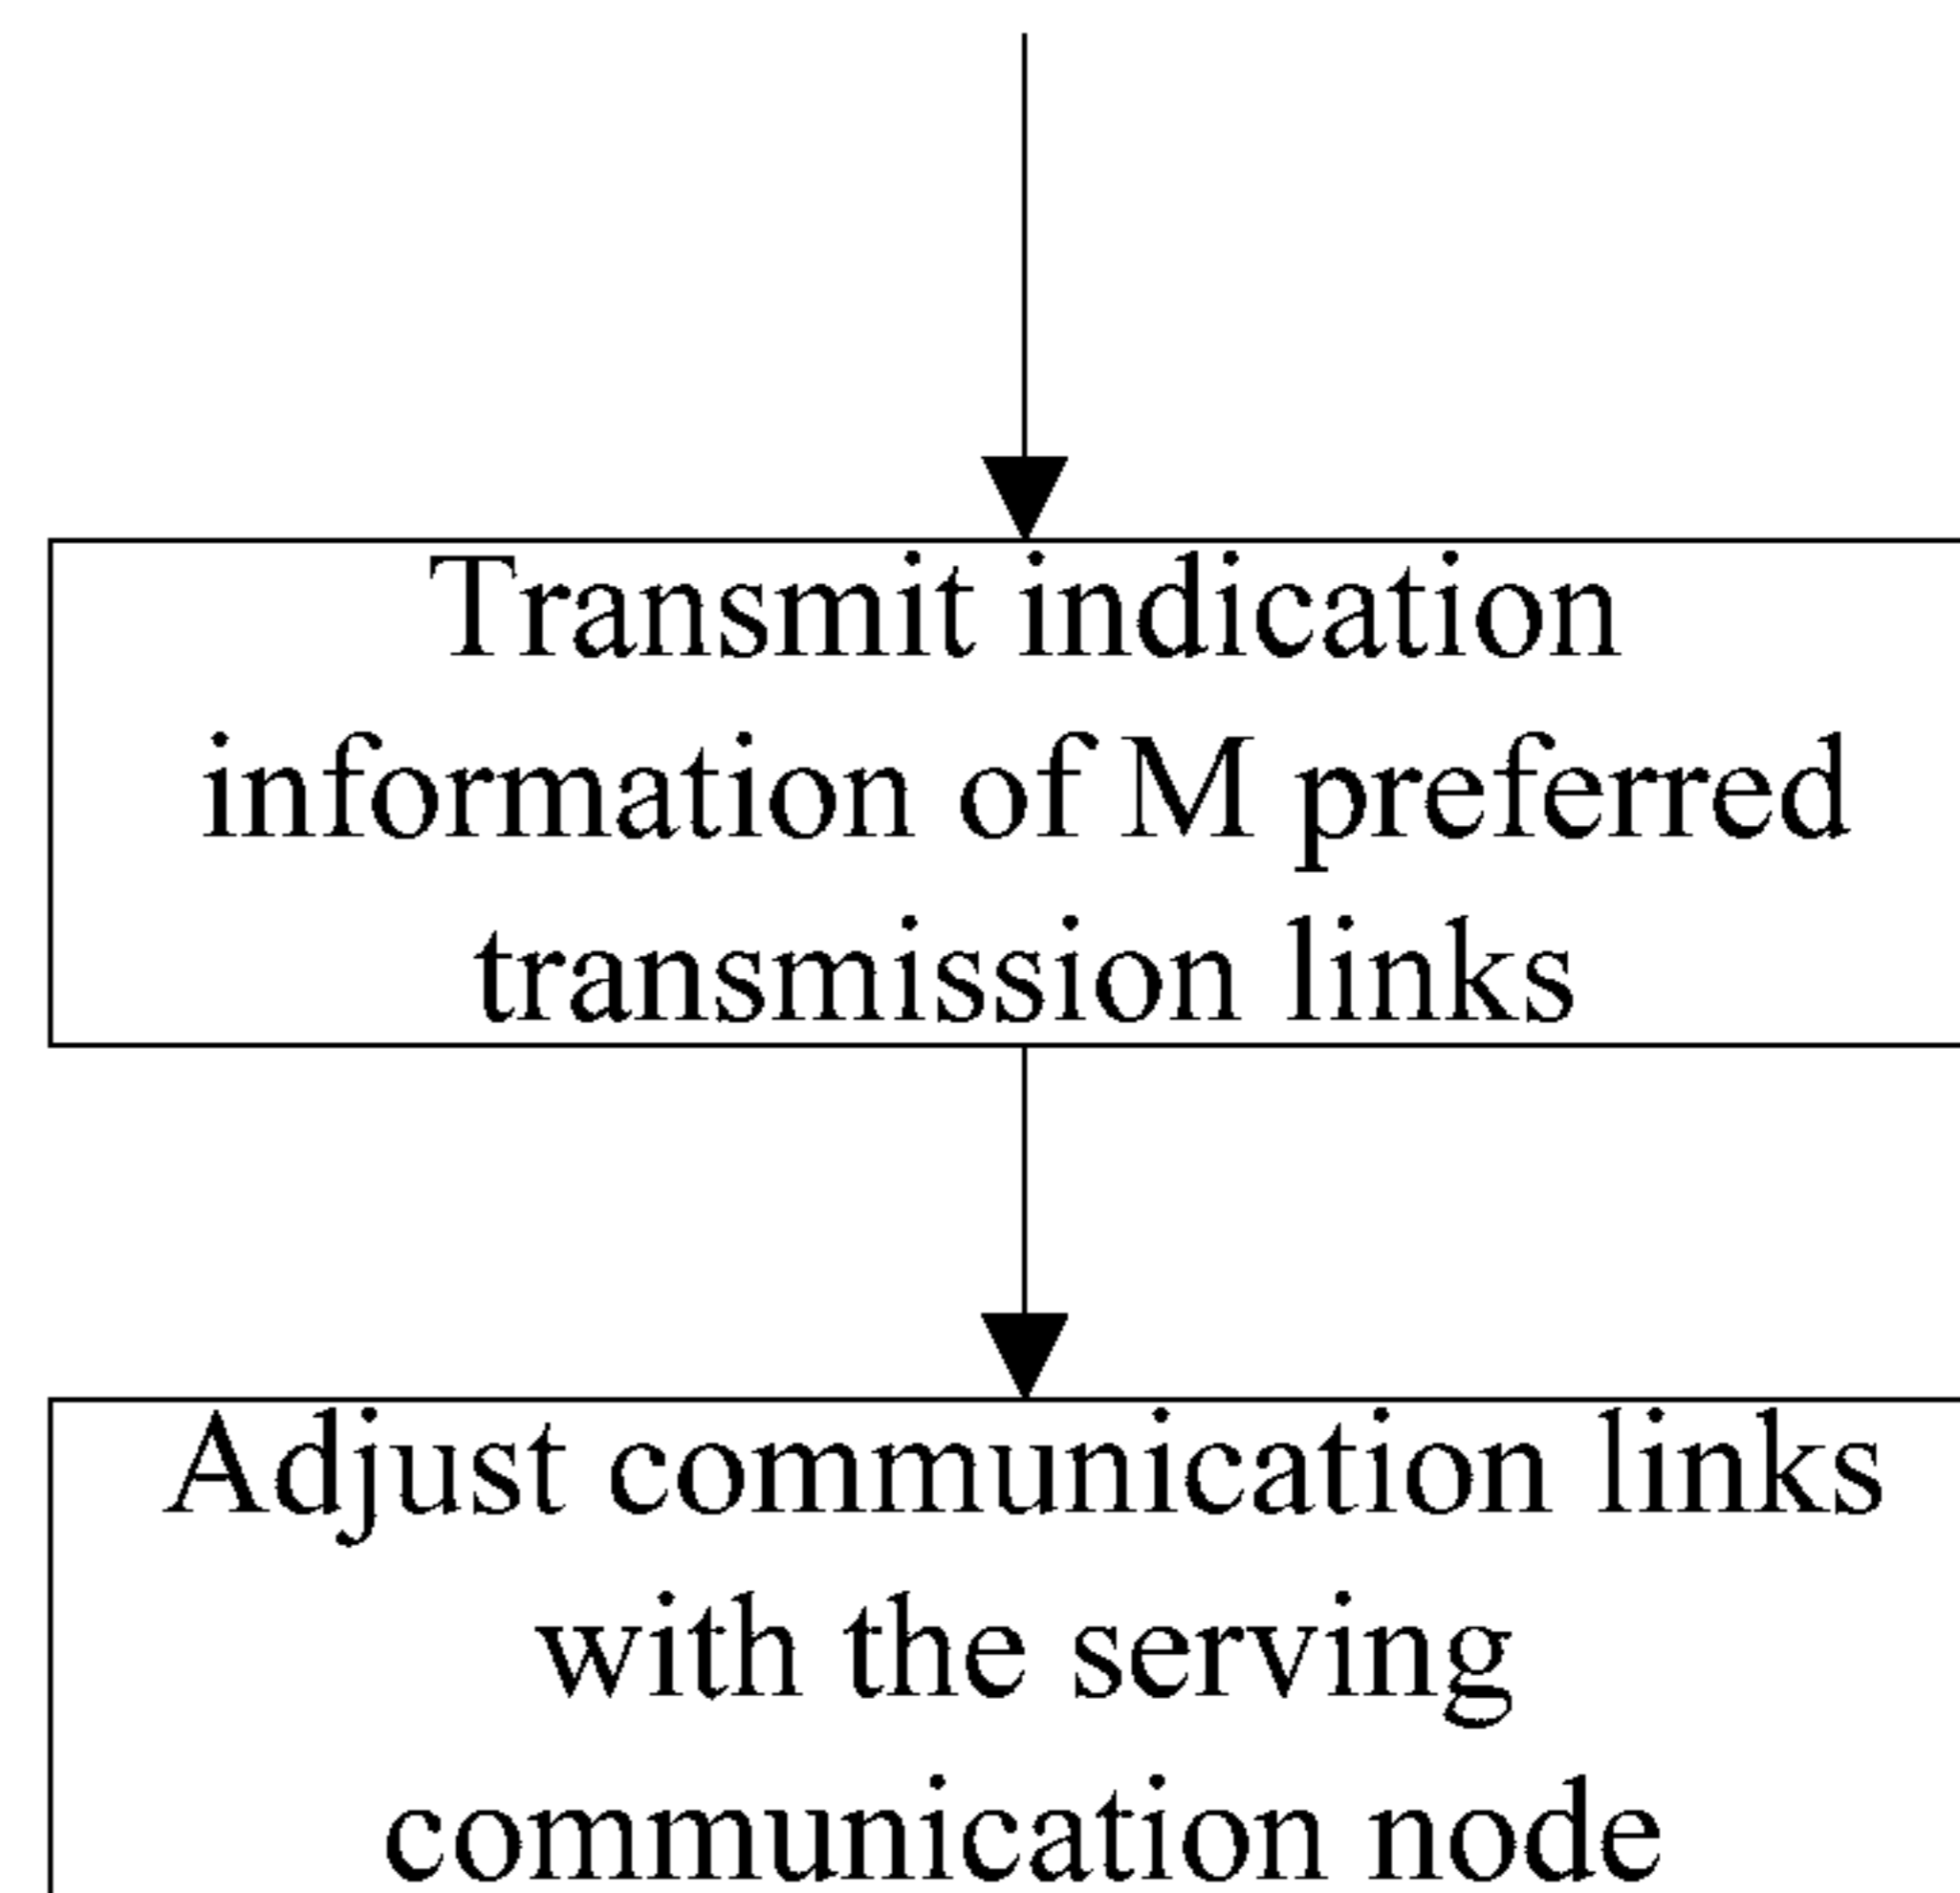 Transmit indication
information of M preferred
transmission links
Adjust communication links
with the serving
communication node